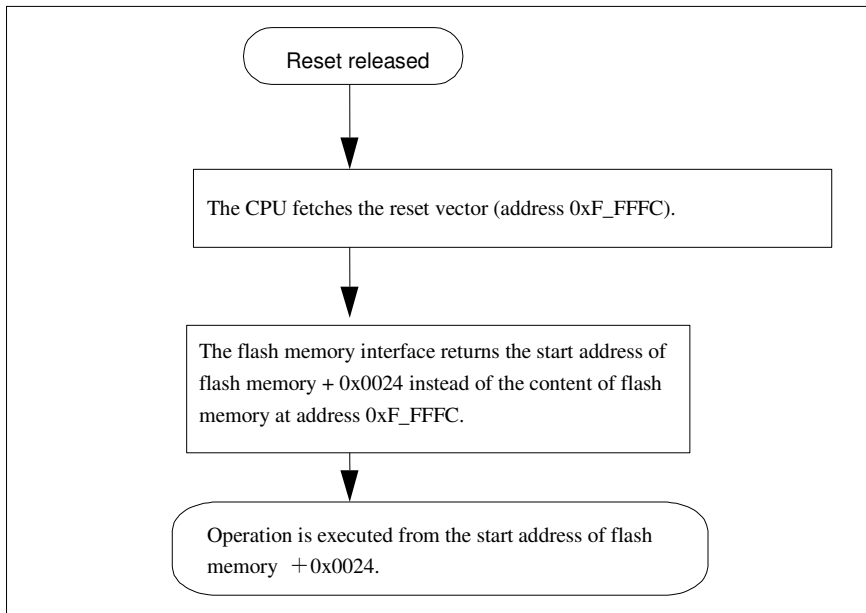 Reset released
The CPU fetches the reset vector (address 0xF_FFFC).
The flash memory interface returns the start address of
flash memory + 0x0024 instead of the content of flash
memory at address 0xF_FFFC.
Operation is executed from the start address of flash
memory +0x0024.